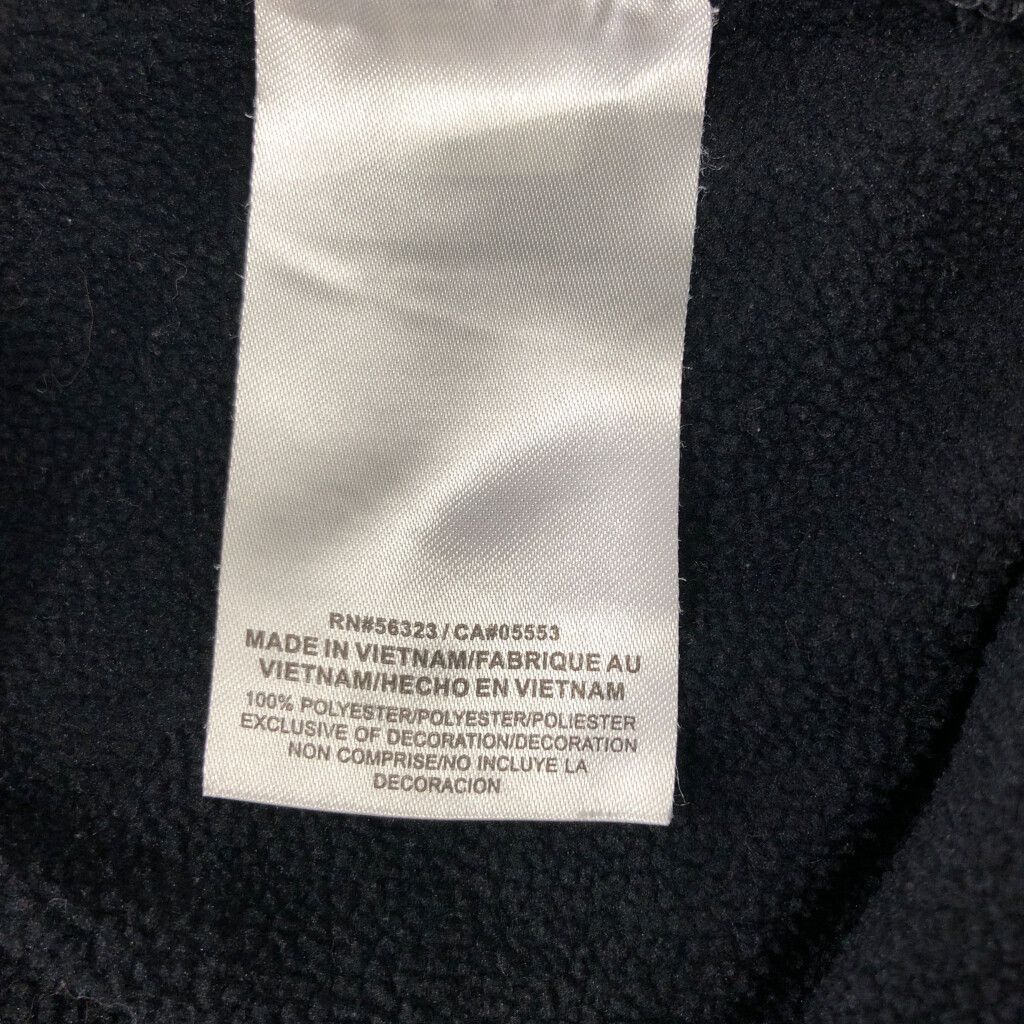 RN#56323 / CA#05553
MADE IN VIETNAM/FABRIQUE AU
VIETNAM/HECHO EN VIETNAM
100% POLYESTER/POLYESTER/POLIESTER
EXCLUSIVE OF DECORATION/DECORATION
NON COMPRISE/NO INCLUYE LA
DECORACION